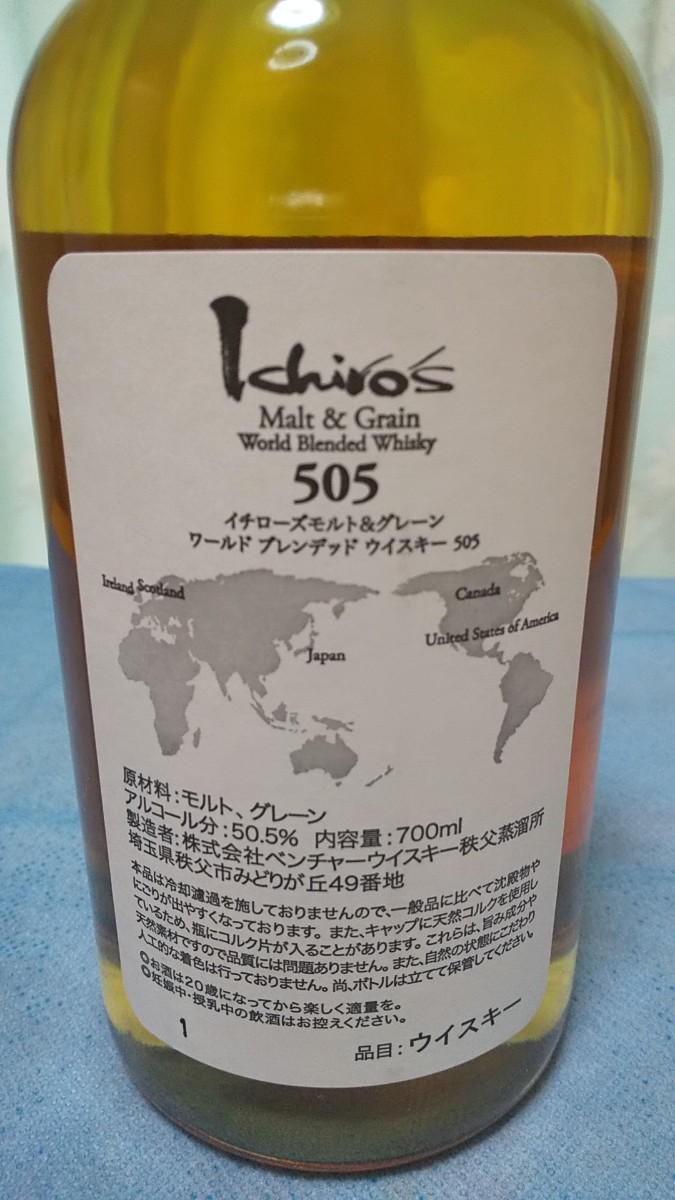 Ichiro's
Malt & Grain
World Blended Whisky
505
イチローズモルト&グレーン
ワールド ブレンデッド ウイスキー 505
Ireland Scotland
Canada
United States of America
Japan
原材料:モルト、グレーン
アルコール分:50.5% 内容量:700ml
製造者:株式会社ベンチャーウイスキー秩父蒸溜所
埼玉県秩父市みどりが丘49番地
本品は冷却濾過を施しておりませんので、一般品に比べて沈殿物や
にごりが出やすくなっております。また、キャップに天然コルクを使用し
ているため、瓶にコルク片が入ることがあります。これらは、旨み成分や
天然素材ですので品質には問題ありません。また、自然の状態にこだわり
人工的な着色は行っておりません。尚、ボトルは立てて保管してください。
◎お酒は20歳になってから楽しく適量を。
◎妊娠中・授乳中の飲酒はお控えください。
1
品目:ウイスキー